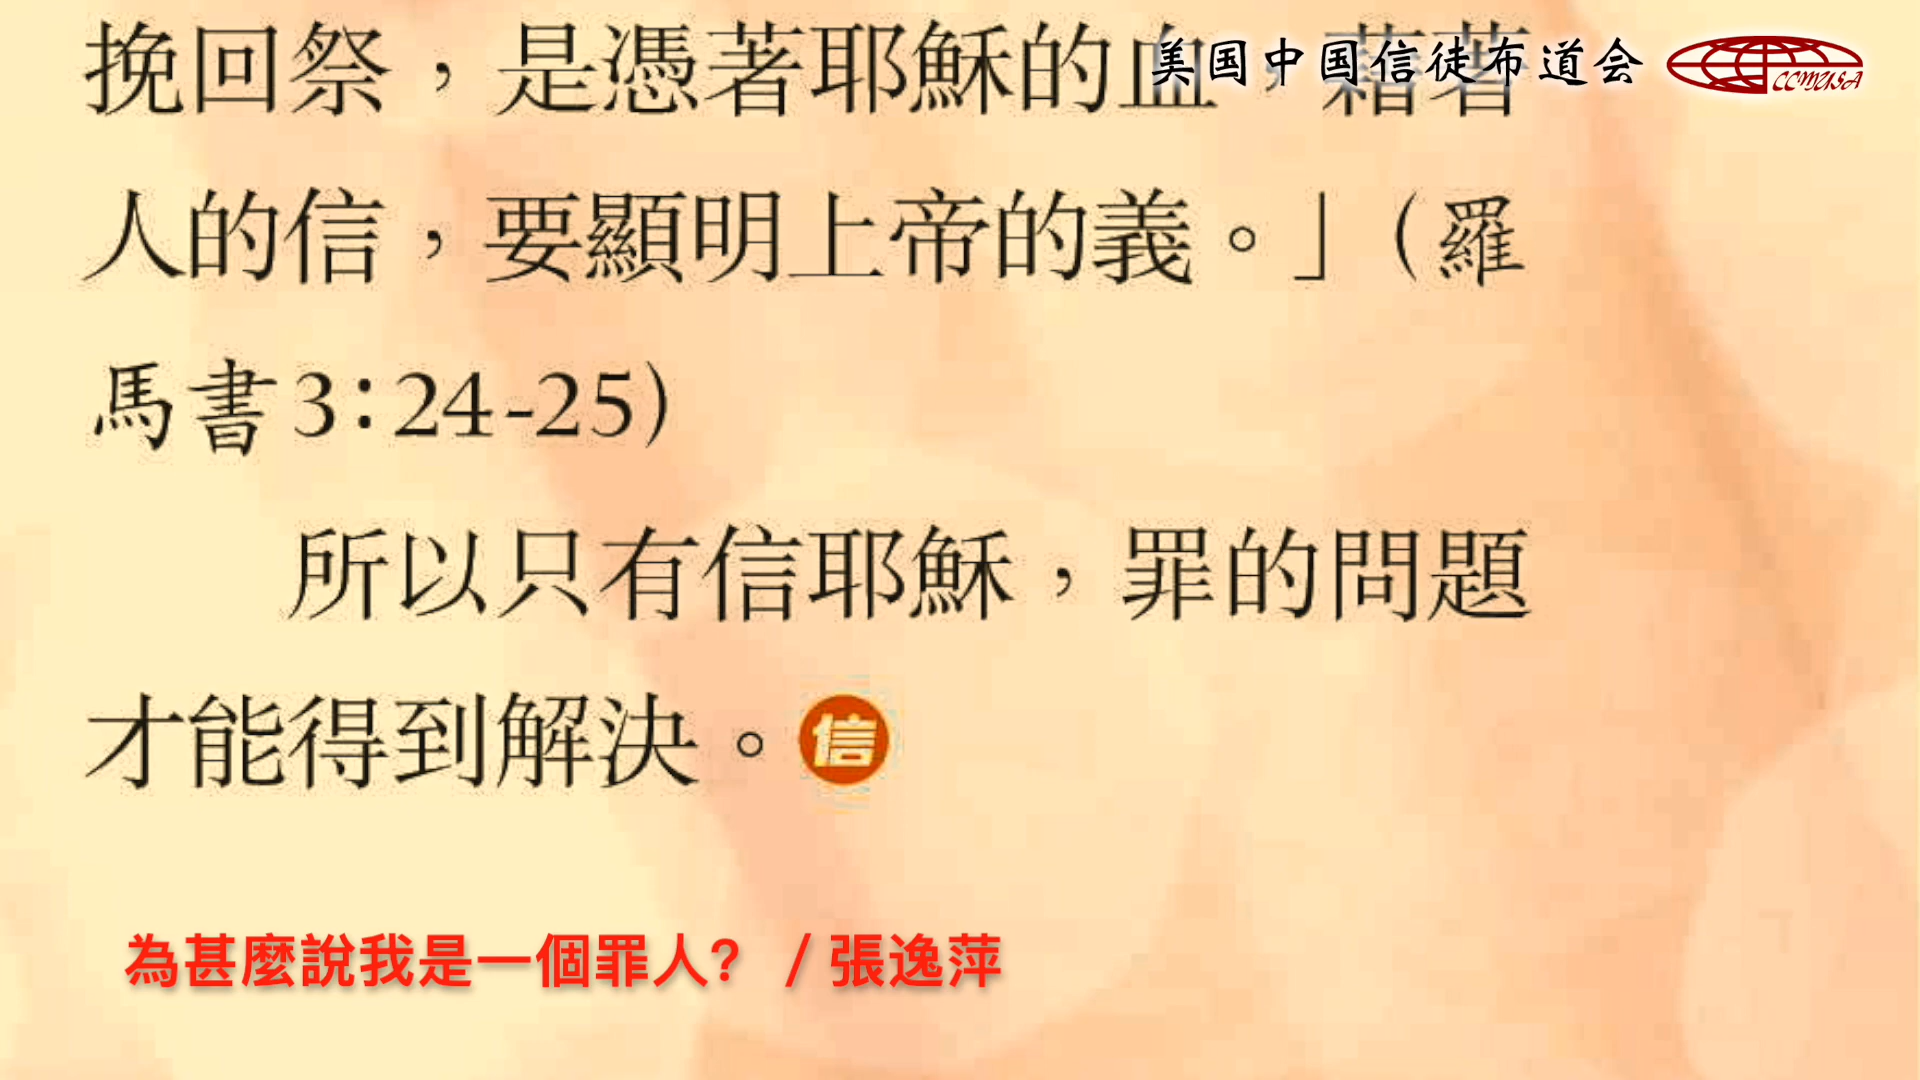 挽回祭，是憑著耶穌的血，藉著
美国中国信徒布道会
CCMUSA
人的信，要顯明上帝的義。」（羅
馬書3:24-25）
所以只有信耶穌，罪的問題
才能得到解決。信
為甚麼說我是一個罪人？ / 張逸萍